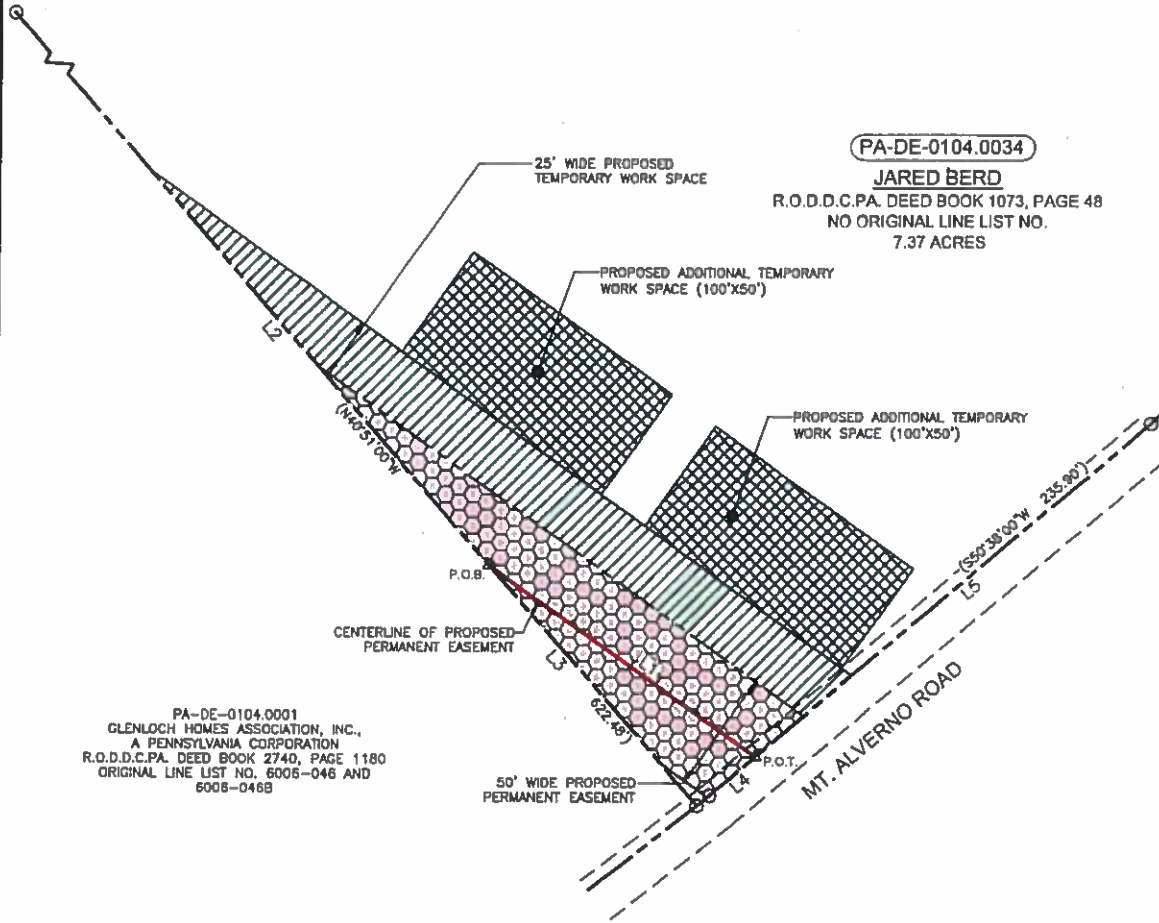 25' WIDE PROPOSED
TEMPORARY WORK SPACE
PA-DE-0104.0034
JARED BERD
R.O.D.D.C.PA. DEED BOOK 1073, PAGE 48
NO ORIGINAL LINE LIST NO.
7.37 ACRES
PROPOSED ADDITIONAL TEMPORARY
WORK SPACE (100'X50')
L2
PROPOSED ADDITIONAL TEMPORARY
WORK SPACE (100'X50')
(N40°51'00"W
(S50°38'00"W 235.90')
P.O.B.
L5
CENTERLINE OF PROPOSED
PERMANENT EASEMENT
L3
622.48')
PA-DE-0104.0001
GLENLOCH HOMES ASSOCIATION, INC.,
A PENNSYLVANIA CORPORATION
R.O.D.D.C.PA. DEED BOOK 2740, PAGE 1180
ORIGINAL LINE LIST NO. 6006-046 AND
6006-046B
P.O.T.
L4
MT. ALVERNO ROAD
50' WIDE PROPOSED
PERMANENT EASEMENT